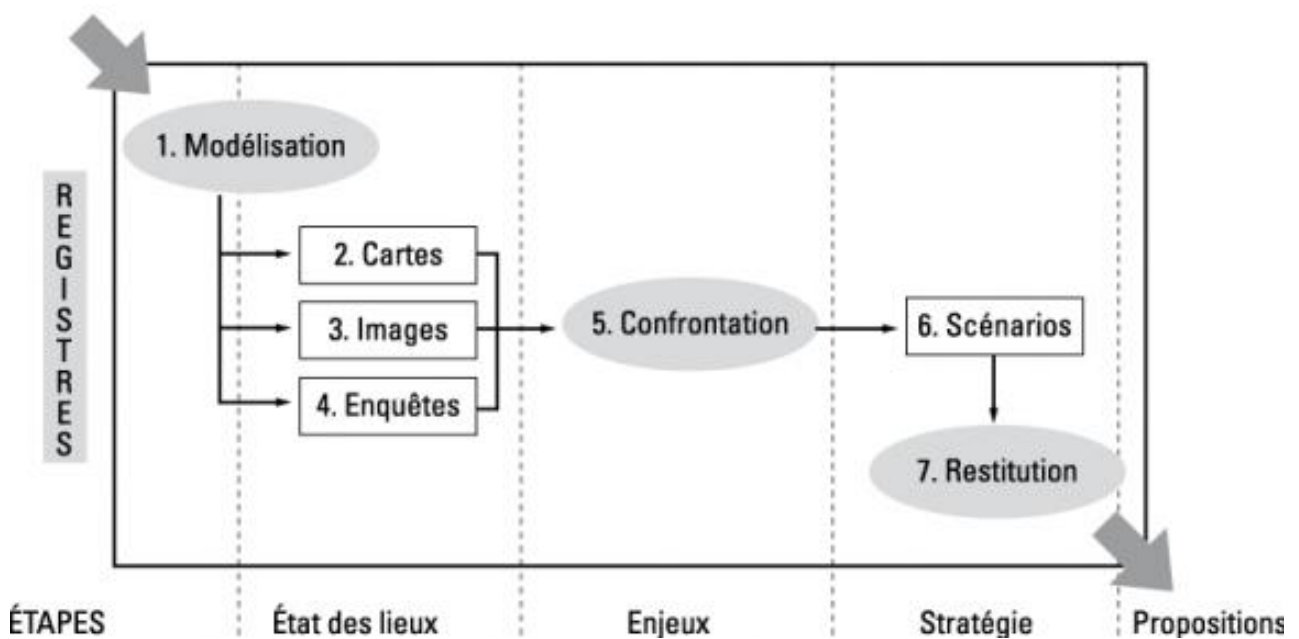 1. Modélisation
REGISTRES
2. Cartes
3. Images
4. Enquêtes
5. Confrontation
6. Scénarios
7. Restitution
ÉTAPES
État des lieux
Enjeux
Stratégie
Propositions